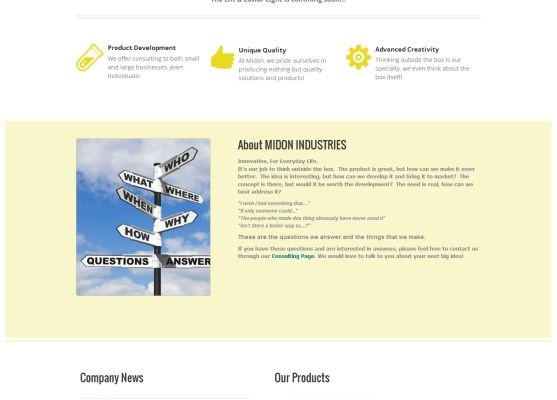 Product Development
We offer consulting to both small
and large businesses, even
individuals!
Unique Quality
At Midon, we pride ourselves in
producing nothing but quality
solutions and products!
Advanced Creativity
Thinking outside the box is our
specialty, we even think about the
box itself!
WHO
WHAT
WHERE
WHEN
WHY
HOW
QUESTIONS
ANSWER
About MIDON INDUSTRIES
Innovative, For Everyday Life.
It's our job to think outside the box. The product is great, but how can we make it even
better. The idea is interesting, but how can we develop it and bring it to market? The
concept is there, but would it be worth the development? The need is real, how can we
best address it?
"I wish I had something that..."
"If only someone could..."
"The people who made this thing obviously have never used it"
"Isn't there a better way to...?"
These are the questions we answer and the things that we make.
If you have these questions and are interested in answers, please feel free to contact us
through our Consulting Page. We would love to talk to you about your next big idea!
Company News
Our Products